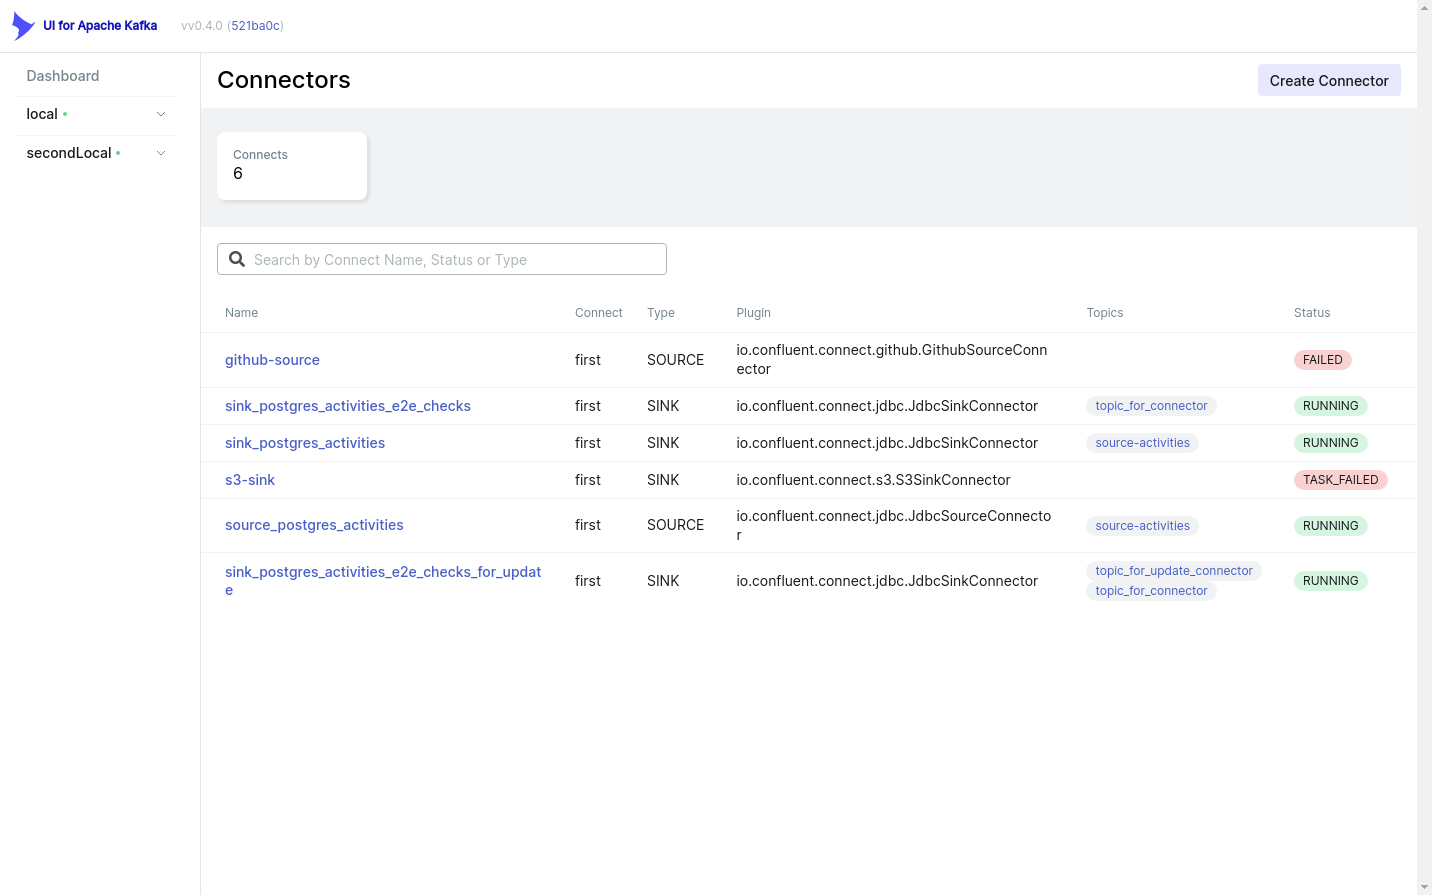 UI for Apache Kafka vv0.4.0 (521ba0c)
Dashboard
local
secondLocal
Connectors
Create Connector
Connects
6
Search by Connect Name, Status or Type
Name Connect Type Plugin Topics Status
github-source first SOURCE io.confluent.connect.github.GithubSourceConn
ector
FAILED
sink_postgres_activities_e2e_checks first SINK io.confluent.connect.jdbc.JdbcSinkConnector topic_for_connector RUNNING
sink_postgres_activities first SINK io.confluent.connect.jdbc.JdbcSinkConnector source-activities RUNNING
s3-sink first SINK io.confluent.connect.s3.S3SinkConnector TASK_FAILED
source_postgres_activities first SOURCE io.confluent.connect.jdbc.JdbcSourceConnecto
r
source-activities RUNNING
sink_postgres_activities_e2e_checks_for_updat
e
first SINK io.confluent.connect.jdbc.JdbcSinkConnector
topic_for_update_connector
topic_for_connector
RUNNING